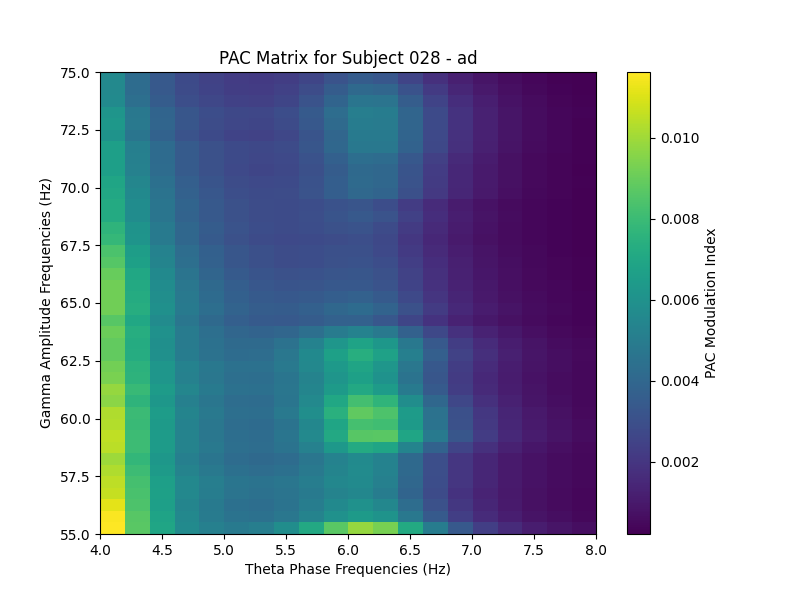 PAC Matrix for Subject 028 - ad
75.0
72.5
70.0
67.5
65.0
62.5
60.0
57.5
55.0
Gamma Amplitude Frequencies (Hz)
4.0 4.5 5.0 5.5 6.0 6.5 7.0 7.5 8.0
Theta Phase Frequencies (Hz)
0.010
0.008
0.006
0.004
0.002
PAC Modulation Index